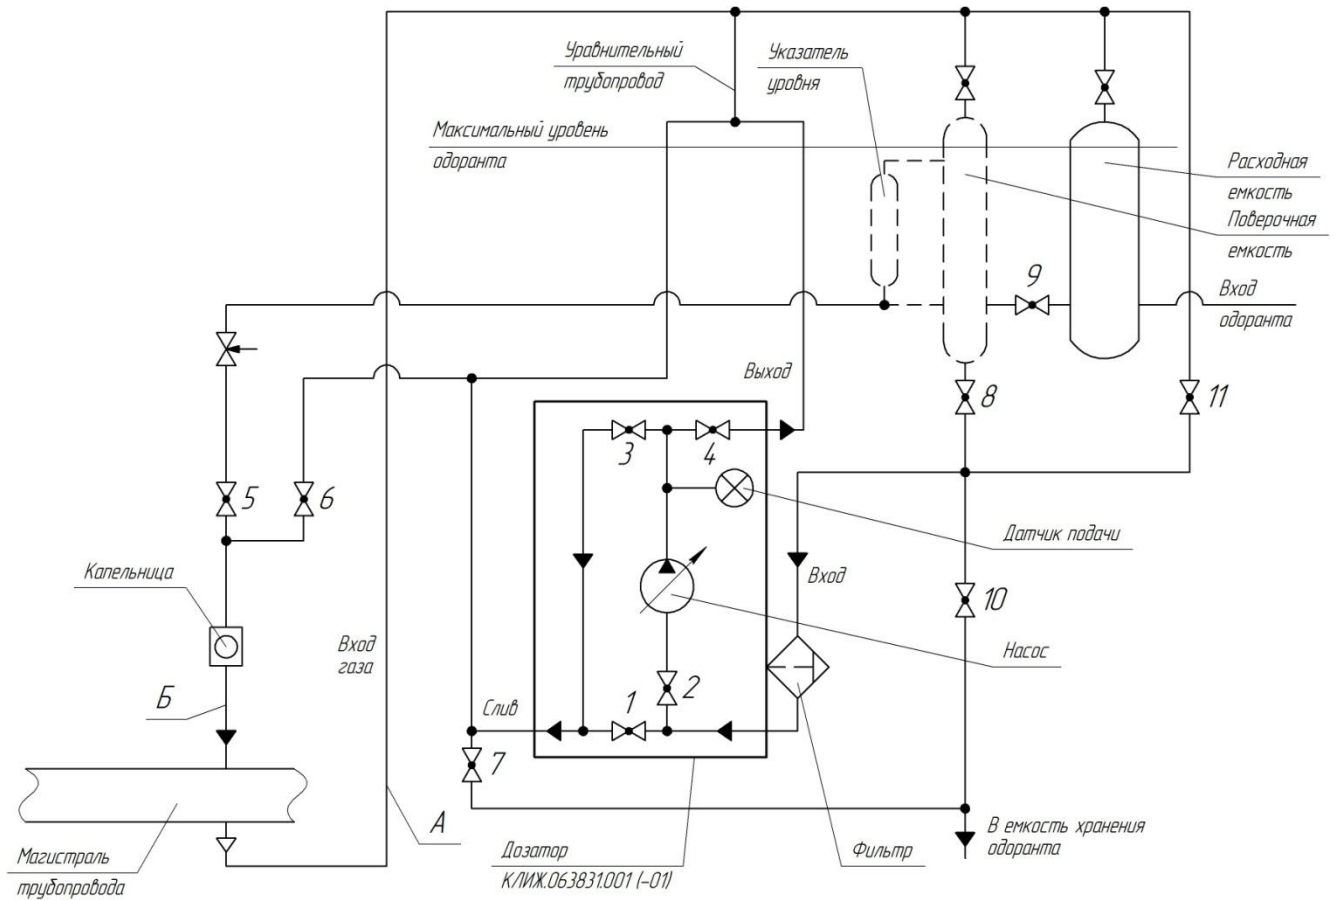 Уравнительный
трубопровод
Указатель
уровня
Максимальный уровень
одоранта
Расходная
емкость
Поверочная
емкость
9
Вход
одоранта
Выход
8
11
3
4
5
6
Датчик подачи
Капельница
Вход
10
Вход
газа
Насос
Б
1
2
Слив
7
А
В емкость хранения
одоранта
Магистраль
трубопровода
Дозатор
КЛИЖ.063831.001 (-01)
Фильтр